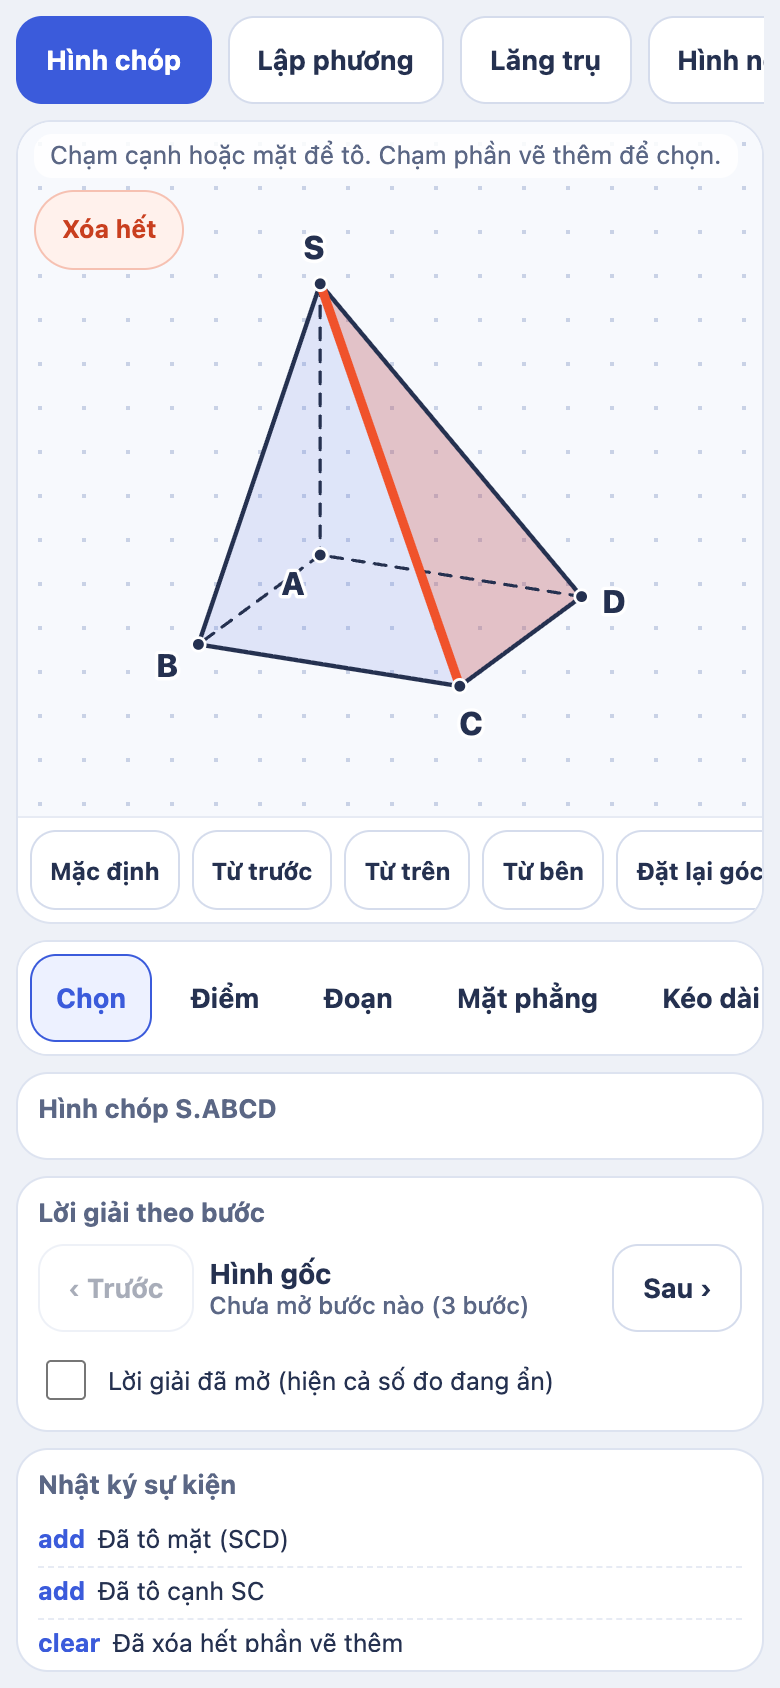 Hình chóp
Lập phương
Lăng trụ
Hình n
Chạm cạnh hoặc mặt để tô. Chạm phần vẽ thêm để chọn.
Xóa hết
S
A
D
B
C
Mặc định
Từ trước
Từ trên
Từ bên
Đặt lại góc
Chọn
Điểm
Đoạn
Mặt phẳng
Kéo dài
Hình chóp S.ABCD
Lời giải theo bước
‹ Trước
Hình gốc
Chưa mở bước nào (3 bước)
Sau ›
Lời giải đã mở (hiện cả số đo đang ẩn)
Nhật ký sự kiện
add Đã tô mặt (SCD)
add Đã tô cạnh SC
clear Đã xóa hết phần vẽ thêm